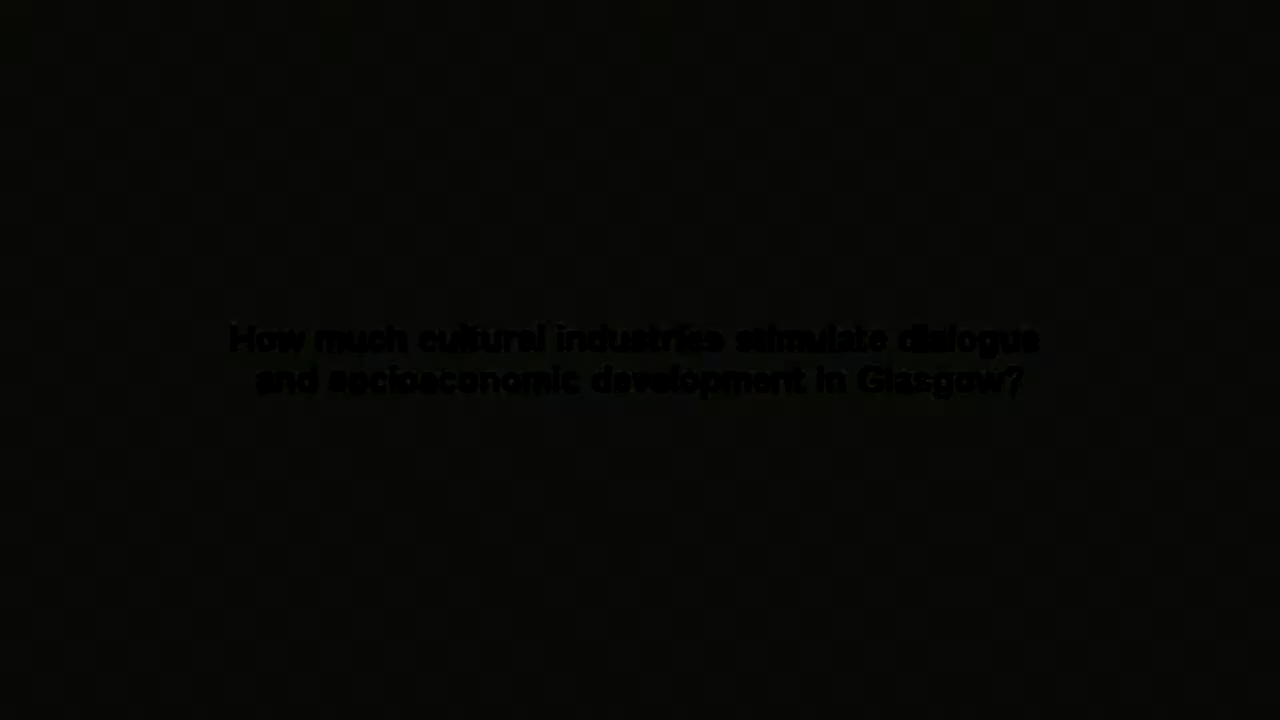 How much cultural industries stimulate dialogue
and socioeconomic development in Glasgow?